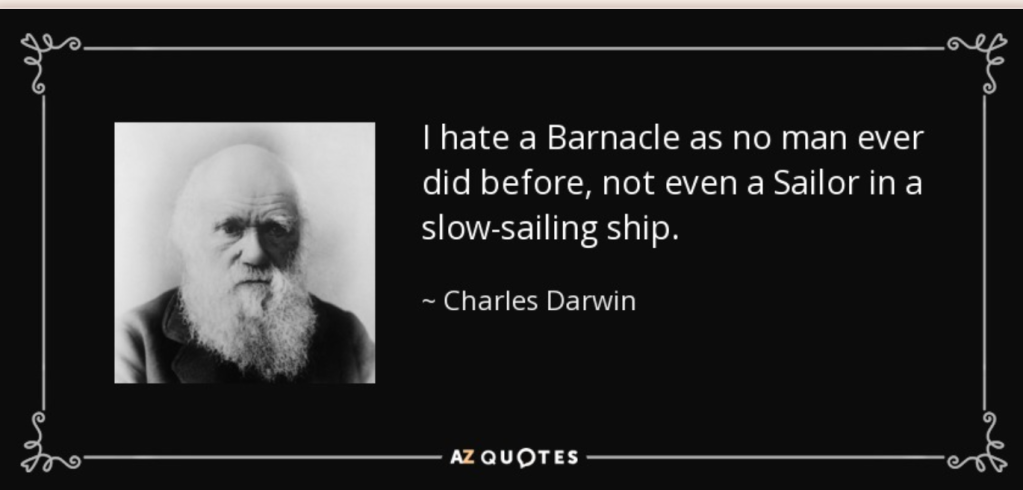 I hate a Barnacle as no man ever
did before, not even a Sailor in a
slow-sailing ship.
~ Charles Darwin
AZ QUOTES